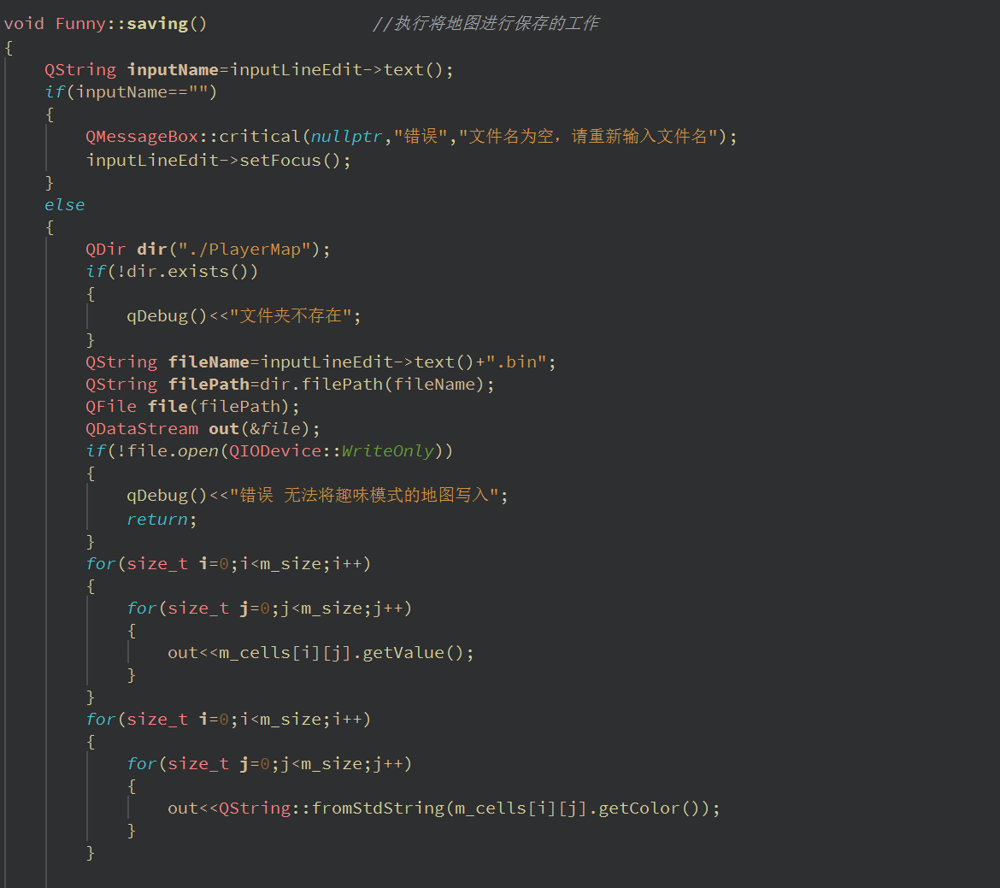 void Funny::saving()                //执行将地图进行保存的工作
{
    QString inputName=inputLineEdit->text();
    if(inputName=="")
    {
        QMessageBox::critical(nullptr,"错误","文件名为空，请重新输入文件名");
        inputLineEdit->setFocus();
    }
    else
    {
        QDir dir("./PlayerMap");
        if(!dir.exists())
        {
            qDebug()<<"文件夹不存在";
        }
        QString fileName=inputLineEdit->text()+".bin";
        QString filePath=dir.filePath(fileName);
        QFile file(filePath);
        QDataStream out(&file);
        if(!file.open(QIODevice::WriteOnly))
        {
            qDebug()<<"错误 无法将趣味模式的地图写入";
            return;
        }
        for(size_t i=0;i<m_size;i++)
        {
            for(size_t j=0;j<m_size;j++)
            {
                out<<m_cells[i][j].getValue();
            }
        }
        for(size_t i=0;i<m_size;i++)
        {
            for(size_t j=0;j<m_size;j++)
            {
                out<<QString::fromStdString(m_cells[i][j].getColor());
            }
        }